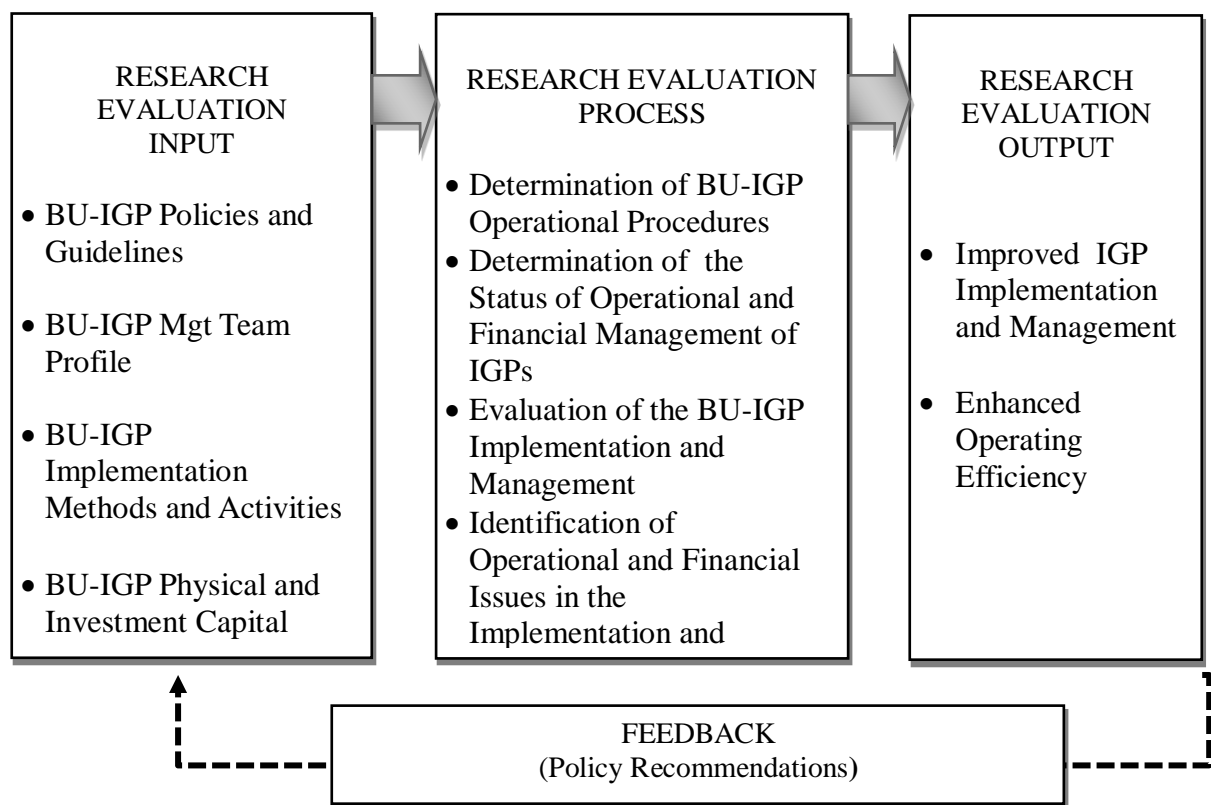 RESEARCH
EVALUATION
INPUT
• BU-IGP Policies and
Guidelines
• BU-IGP Mgt Team
Profile
• BU-IGP
Implementation
Methods and Activities
• BU-IGP Physical and
Investment Capital
RESEARCH EVALUATION
PROCESS
• Determination of BU-IGP
Operational Procedures
• Determination of the
Status of Operational and
Financial Management of
IGPs
• Evaluation of the BU-IGP
Implementation and
Management
• Identification of
Operational and Financial
Issues in the
Implementation and
RESEARCH
EVALUATION
OUTPUT
• Improved IGP
Implementation
and Management
• Enhanced
Operating
Efficiency
FEEDBACK
(Policy Recommendations)